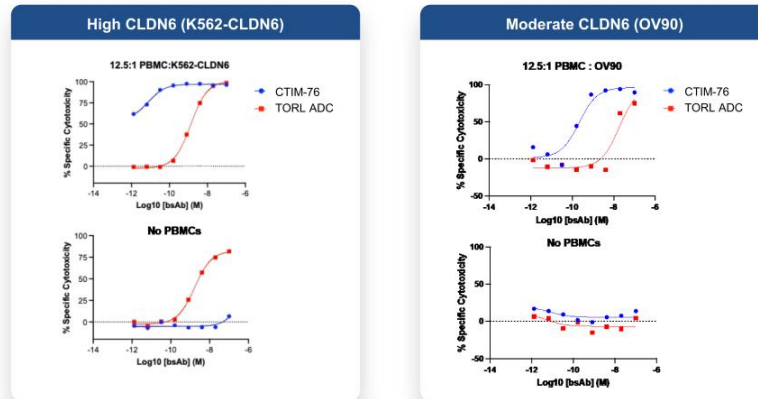 High CLDN6 (K562-CLDN6)
12.5:1 PBMC:K562-CLDN6
% Specific Cytotoxicity
100
75
50
25
0
-14 -12 -10 -8 -6
Log10 [bsAb] (M)
CTIM-76
TORL ADC
No PBMCs
% Specific Cytotoxicity
100
75
50
25
0
-14 -12 -10 -8 -6
Log10 [bsAb] (M)
Moderate CLDN6 (OV90)
12.5:1 PBMC : OV90
% Specific Cytotoxicity
100
50
0
-50
-14 -12 -10 -8 -6
Log10 [bsAb] (M)
CTIM-76
TORL ADC
No PBMCs
% Specific Cytotoxicity
100
50
0
-50
-14 -12 -10 -8 -6
Log10 [bsAb] (M)